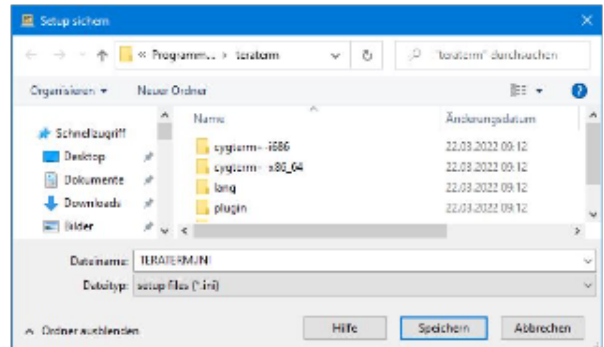 Setup sichern
« Programm... › teraterm
"teraterm" durchsuchen
Organisieren
Neuer Ordner
Name
Änderungsdatum
Schnellzugriff
Desktop
Dokumente
Downloads
Bilder
cygterm+-i686
22.03.2022 09:12
cygterm+-x86_64
22.03.2022 09:12
lang
22.03.2022 09:12
plugin
22.03.2022 09:12
Dateiname: TERATERM.INI
Dateityp: setup files (*.ini)
Ordner ausblenden
Hilfe
Speichern
Abbrechen